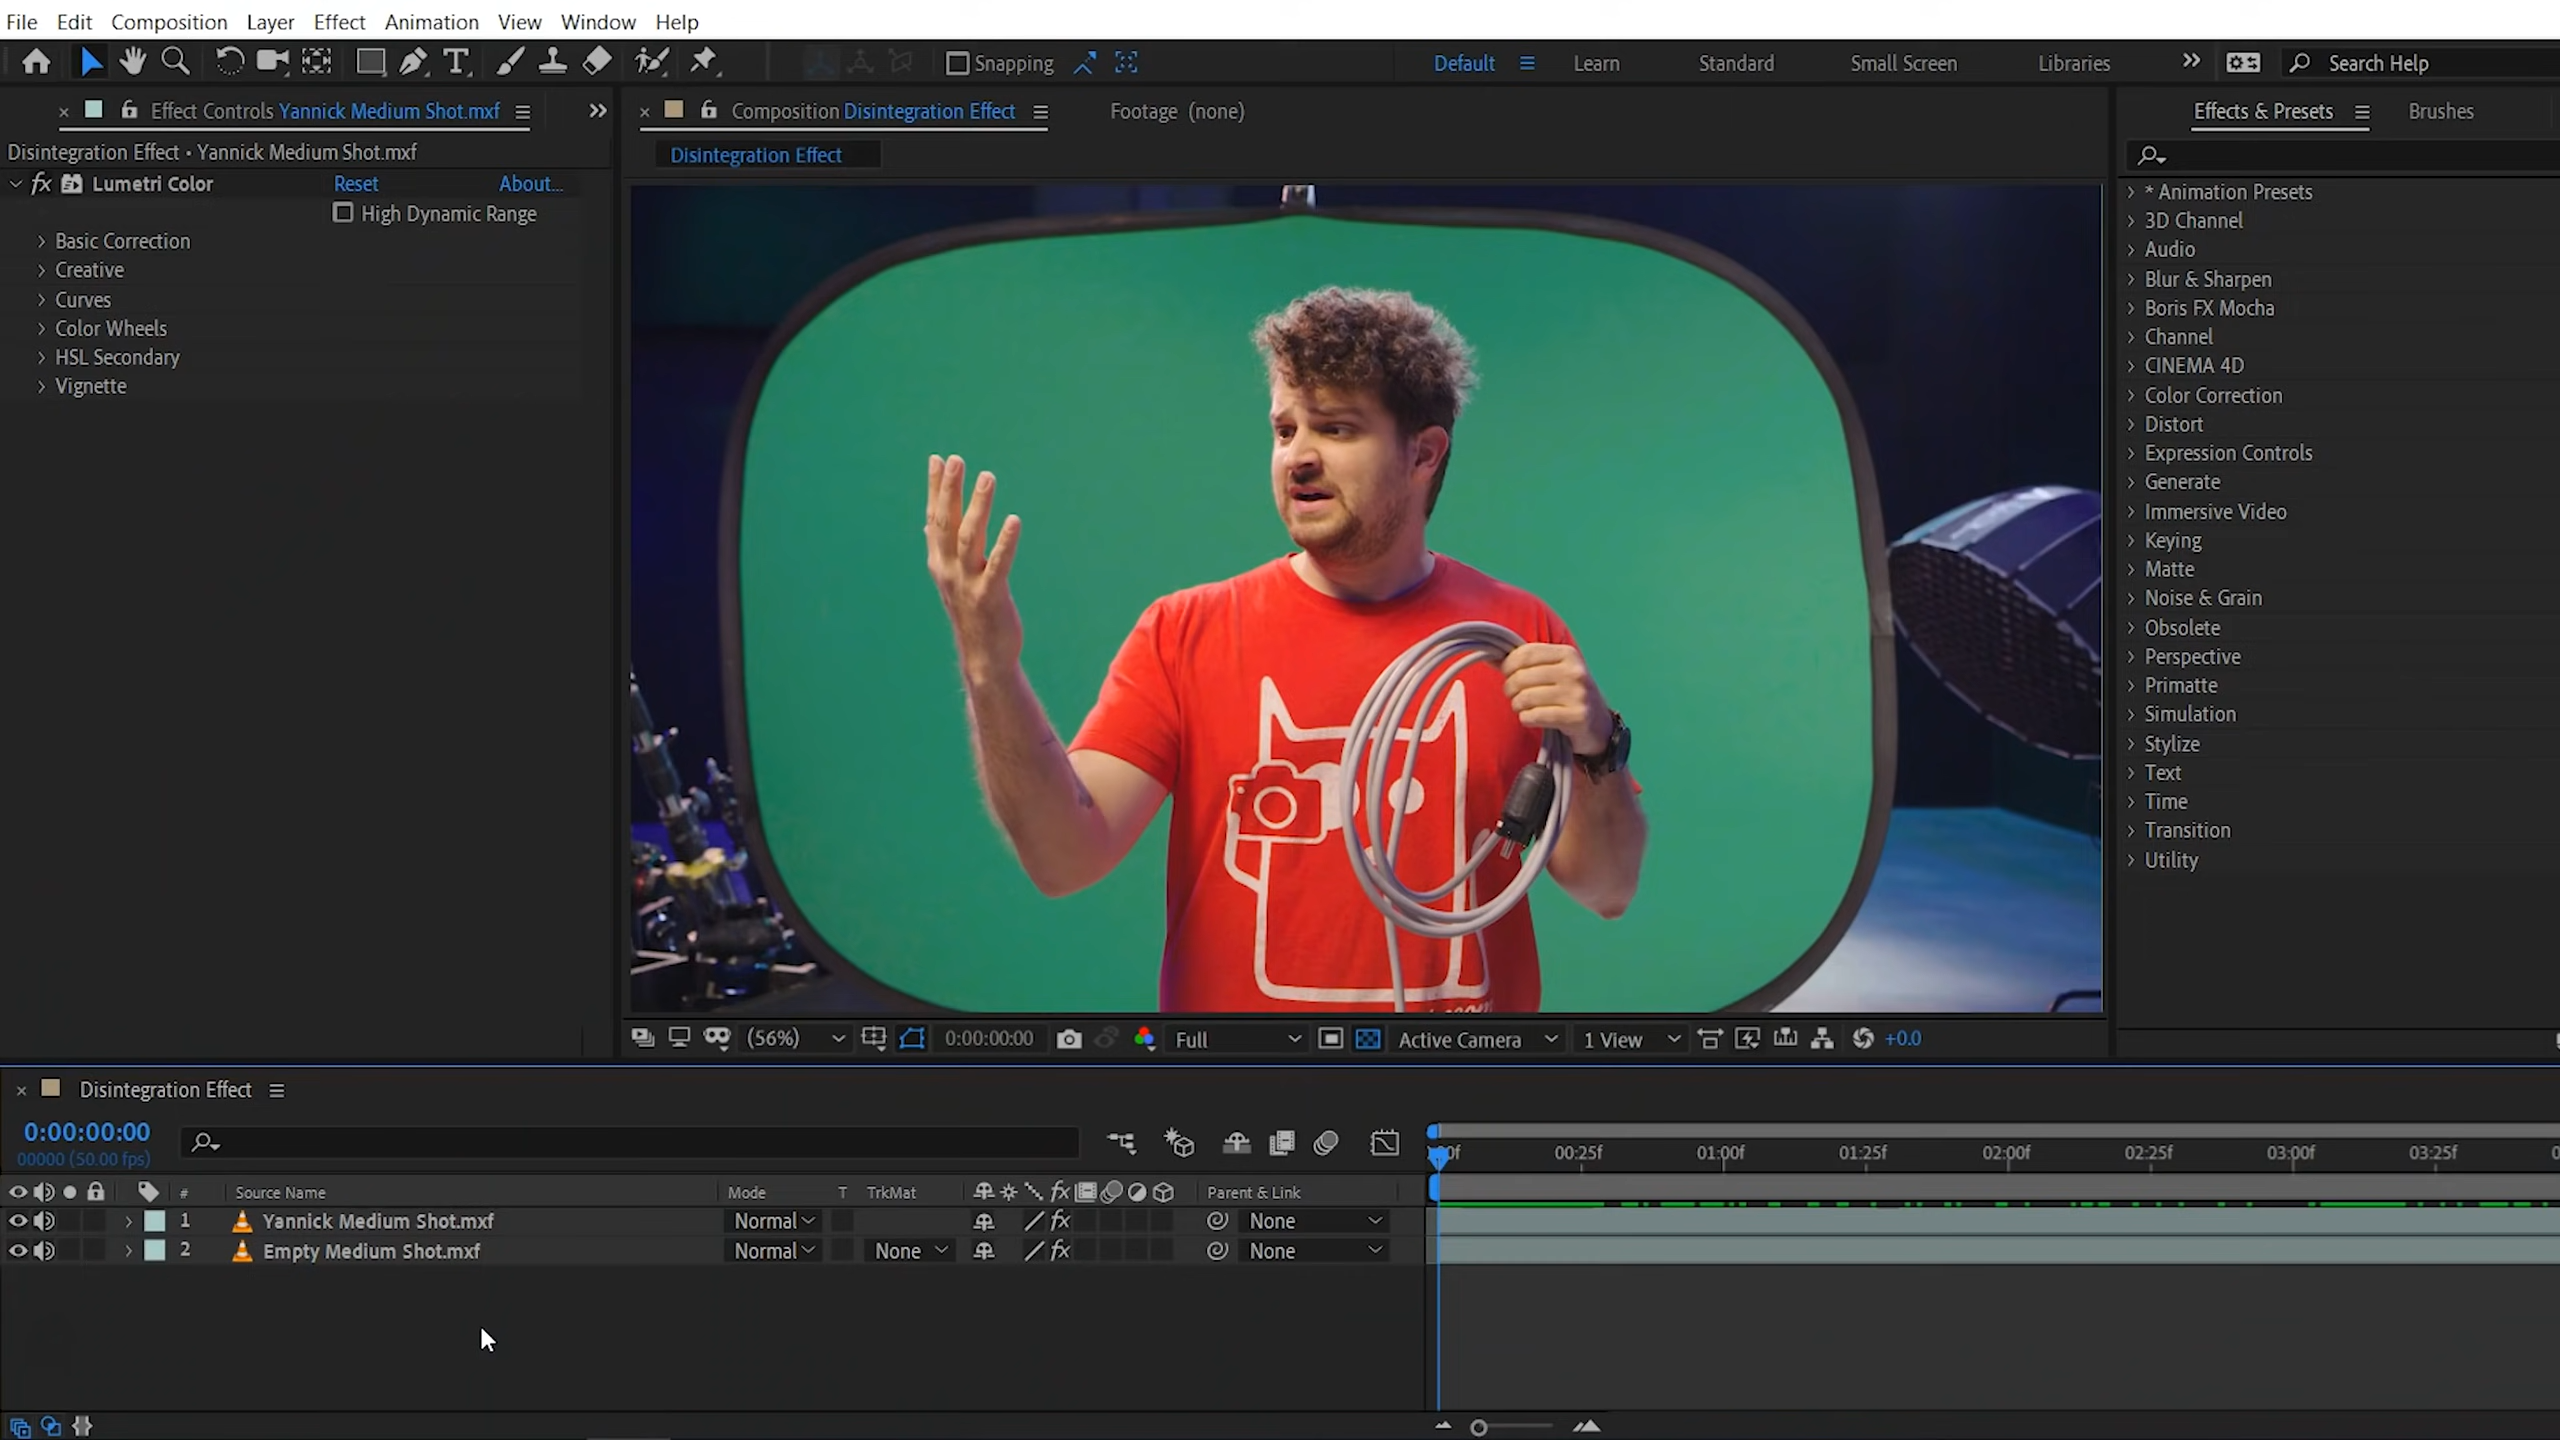 File Edit Composition Layer Effect Animation View Window Help
Snapping Default Learn Standard Small Screen Libraries Search Help
Effect Controls Yannick Medium Shot.mxf
Composition Disintegration Effect Footage (none)
Effects & Presets Brushes
Disintegration Effect • Yannick Medium Shot.mxf
Disintegration Effect
fx Lumetri Color Reset About...
High Dynamic Range
Basic Correction
Creative
Curves
Color Wheels
HSL Secondary
Vignette
* Animation Presets
3D Channel
Audio
Blur & Sharpen
Boris FX Mocha
Channel
CINEMA 4D
Color Correction
Distort
Expression Controls
Generate
Immersive Video
Keying
Matte
Noise & Grain
Obsolete
Perspective
Primatte
Simulation
Stylize
Text
Time
Transition
Utility
(56%) 0:00:00:00 Full Active Camera 1 View +0.0
Disintegration Effect
0:00:00:00
00000 (50.00 fps)
00f 00:25f 01:00f 01:25f 02:00f 02:25f 03:00f 03:25f
# Source Name Mode T TrkMat fx Parent & Link
1 Yannick Medium Shot.mxf Normal fx None
2 Empty Medium Shot.mxf Normal None fx None